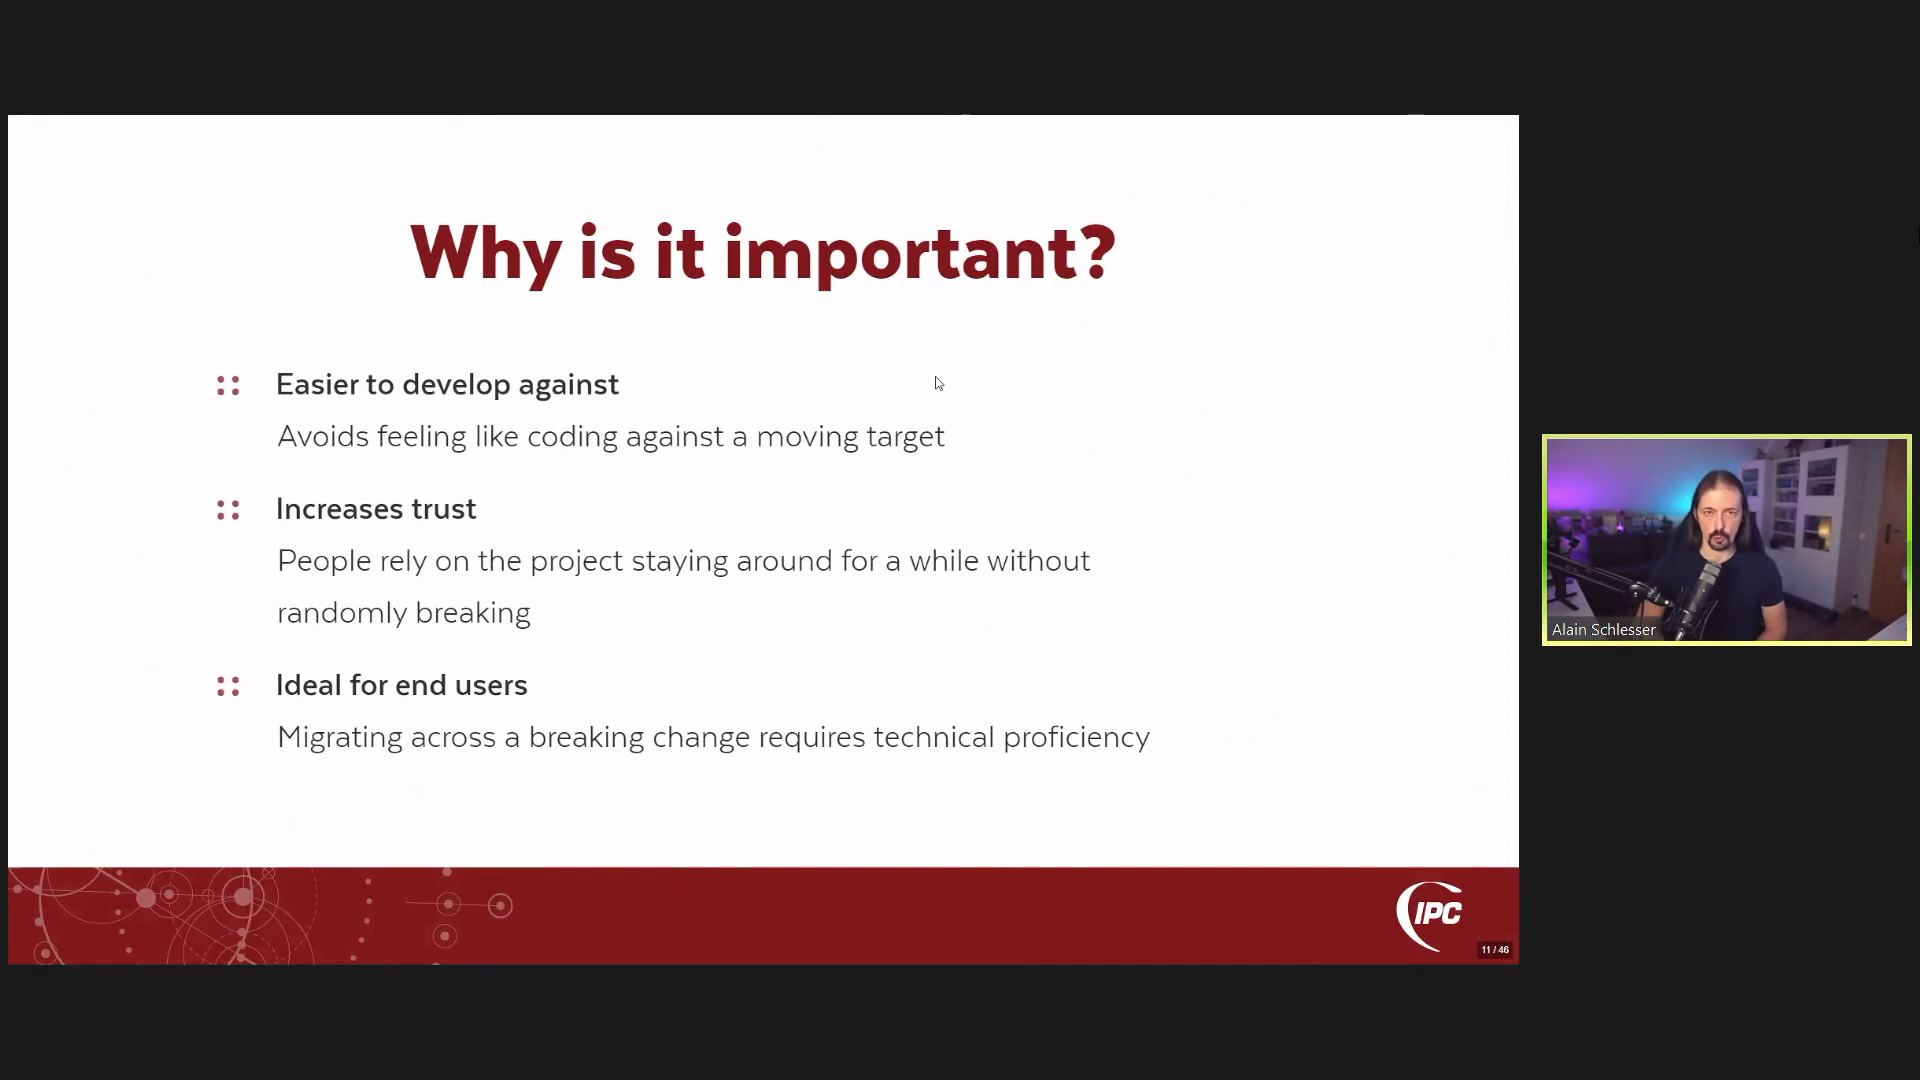 Why is it important?
Easier to develop against
Avoids feeling like coding against a moving target
Increases trust
People rely on the project staying around for a while without
randomly breaking
Ideal for end users
Migrating across a breaking change requires technical proficiency
Alain Schlesser
IPC
11 / 46